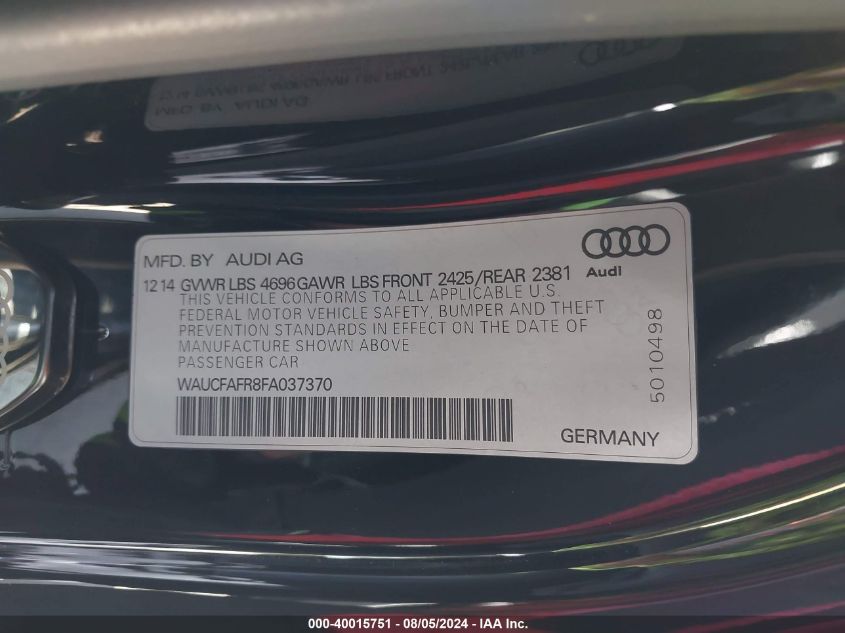 MFD. BY AUDI AG
Audi
12 14 GVWR LBS 4696 GAWR LBS FRONT 2425/REAR 2381
THIS VEHICLE CONFORMS TO ALL APPLICABLE U.S.
FEDERAL MOTOR VEHICLE SAFETY, BUMPER AND THEFT
PREVENTION STANDARDS IN EFFECT ON THE DATE OF
MANUFACTURE SHOWN ABOVE
PASSENGER CAR
WAUCFAFR8FA037370
GERMANY
5010498
000-40015751 - 08/05/2024 - IAA Inc.